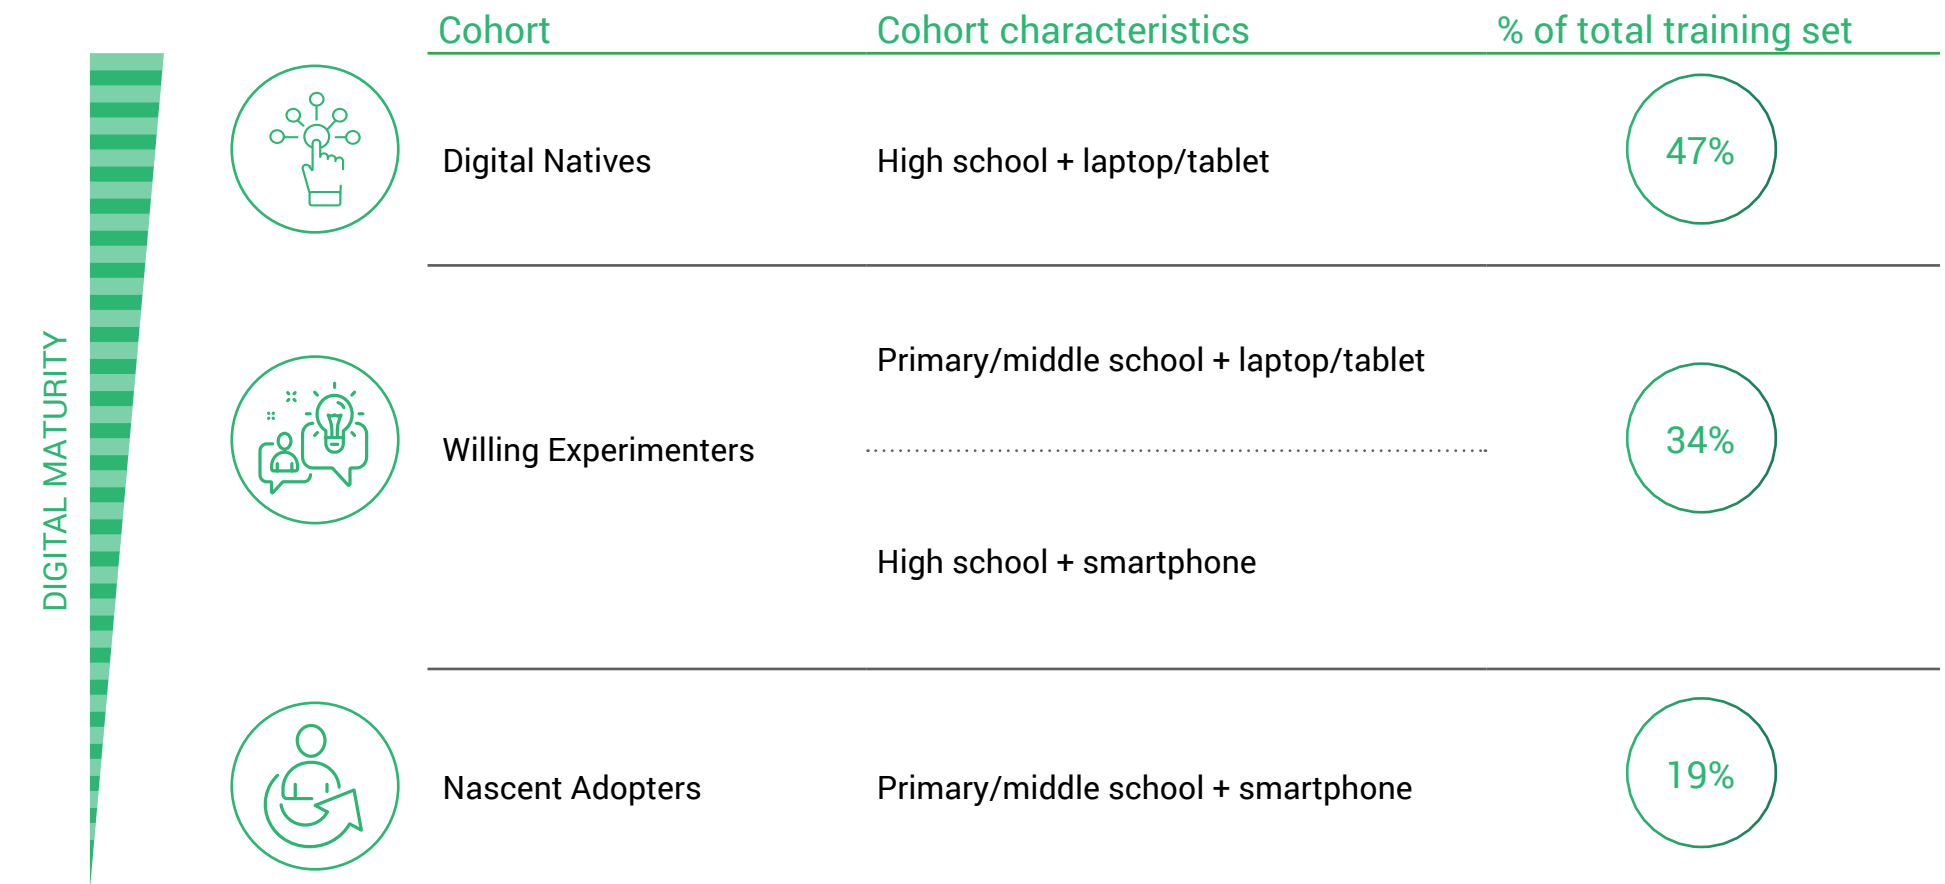 Cohort
Cohort characteristics
% of total training set
DIGITAL MATURITY
Digital Natives
High school + laptop/tablet
47%
Willing Experimenters
Primary/middle school + laptop/tablet
High school + smartphone
34%
Nascent Adopters
Primary/middle school + smartphone
19%